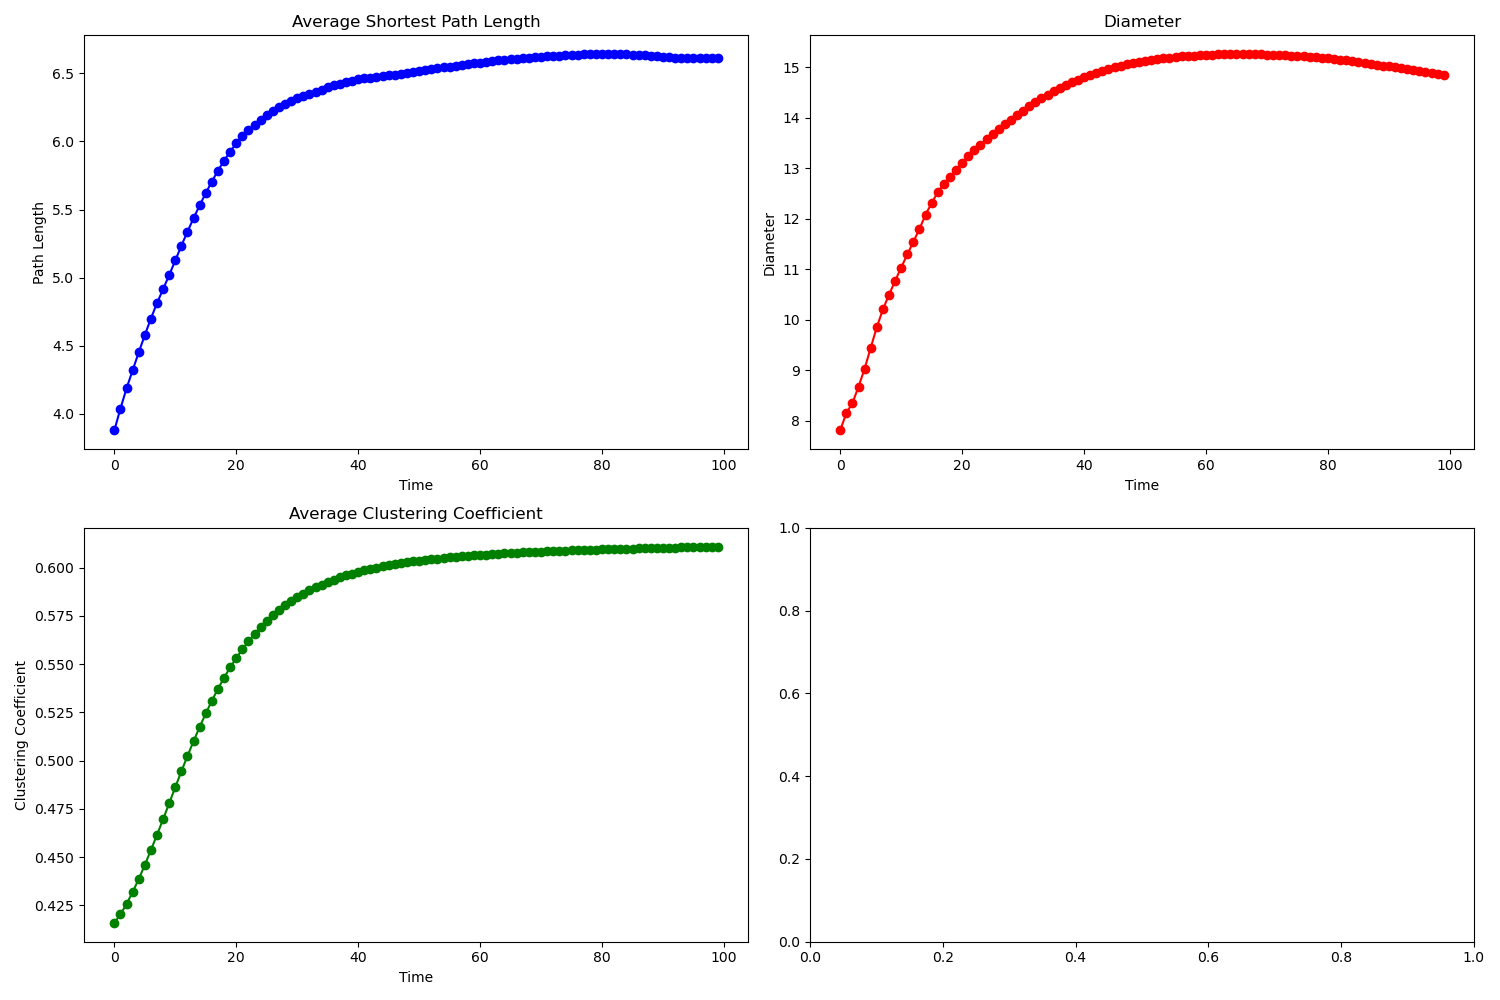 Average Shortest Path Length
Path Length
6.5
6.0
5.5
5.0
4.5
4.0
0 20 40 60 80 100
Time
Diameter
Diameter
15
14
13
12
11
10
9
8
0 20 40 60 80 100
Time
Average Clustering Coefficient
Clustering Coefficient
0.600
0.575
0.550
0.525
0.500
0.475
0.450
0.425
0 20 40 60 80 100
Time
1.0
0.8
0.6
0.4
0.2
0.0
0.0 0.2 0.4 0.6 0.8 1.0